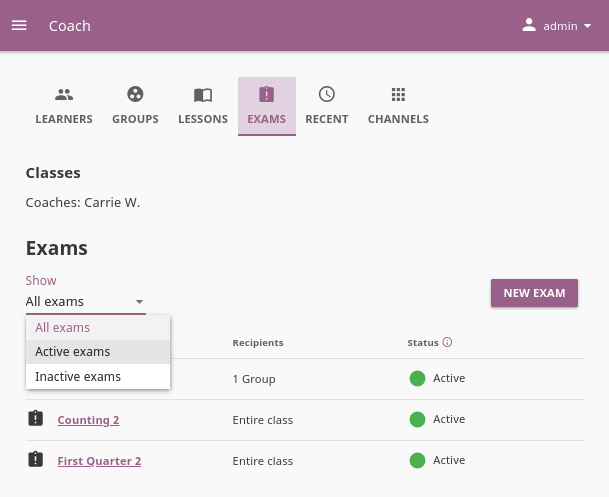 Coach admin
LEARNERS GROUPS LESSONS EXAMS RECENT CHANNELS
Classes
Coaches: Carrie W.
Exams
Show
All exams NEW EXAM
All exams
Active exams
Inactive exams
Recipients Status
1 Group Active
Counting 2 Entire class Active
First Quarter 2 Entire class Active